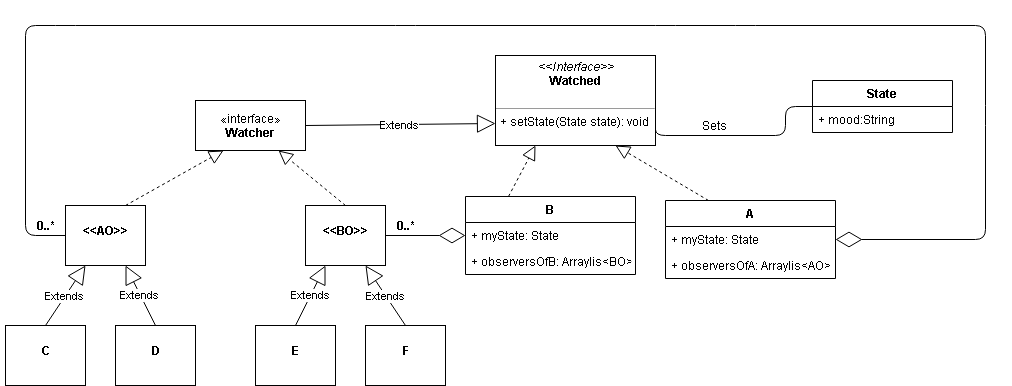 <<Interface>>
Watched
+ setState(State state): void
State
+ mood:String
«interface»
Watcher
Extends
Sets
<<AO>>
0..*
<<BO>>
0..*
B
+ myState: State
+ observersOfB: Arraylis<BO>
A
+ myState: State
+ observersOfA: Arraylis<AO>
Extends
Extends
Extends
Extends
C
D
E
F